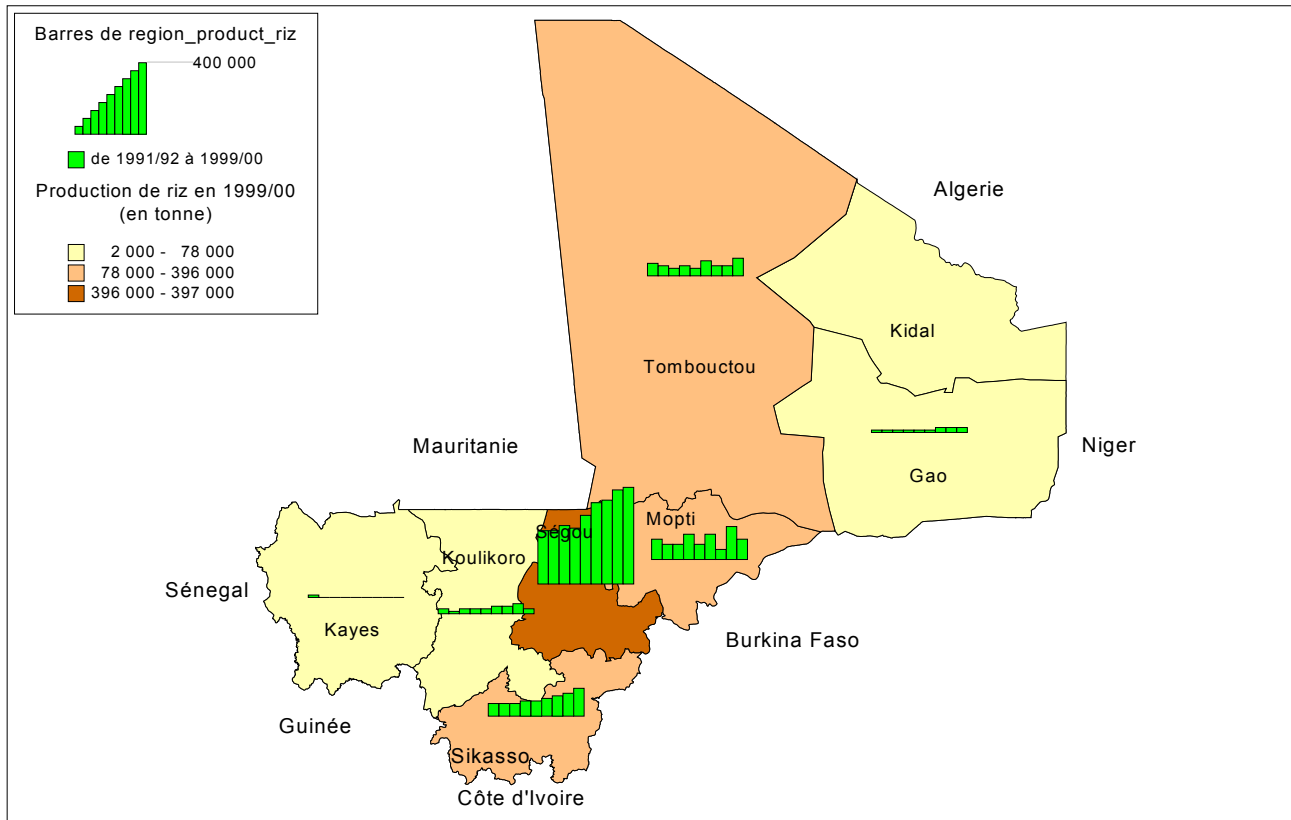 Barres de region_product_riz
400 000
de 1991/92 à 1999/00
Production de riz en 1999/00
(en tonne)
2 000 - 78 000
78 000 - 396 000
396 000 - 397 000
Algerie
Kidal
Tombouctou
Mauritanie
Niger
Gao
Mopti
Ségou
Koulikoro
Sénegal
Kayes
Burkina Faso
Guinée
Sikasso
Côte d'Ivoire